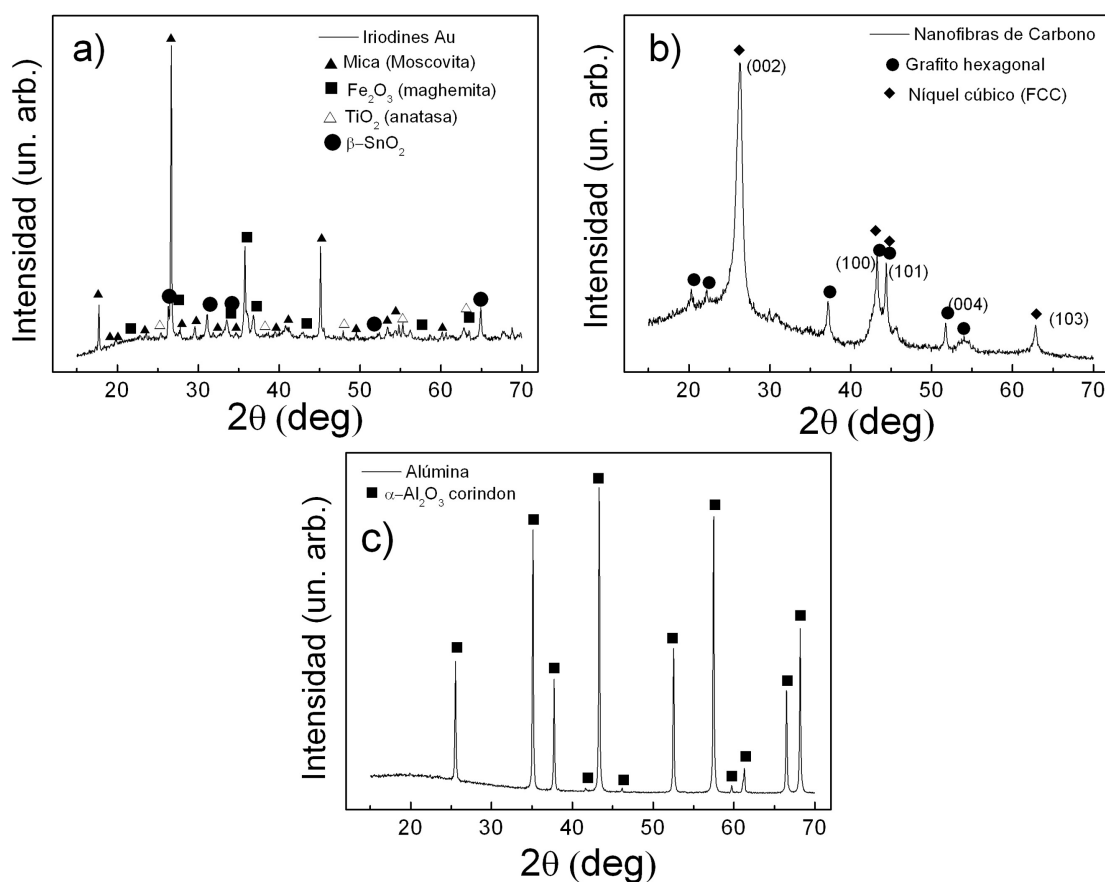 a)
Iriodines Au
Mica (Moscovita)
Fe2O3 (maghemita)
TiO2 (anatasa)
β–SnO2
Intensidad (un. arb.)
20 30 40 50 60 70
2θ (deg)
b)
Nanofibras de Carbono
Grafito hexagonal
Níquel cúbico (FCC)
(002)
(100)
(101)
(004)
(103)
Intensidad (un. arb.)
20 30 40 50 60 70
2θ (deg)
Alúmina
α–Al2O3 corindon
c)
Intensidad (un. arb.)
20 30 40 50 60 70
2θ (deg)